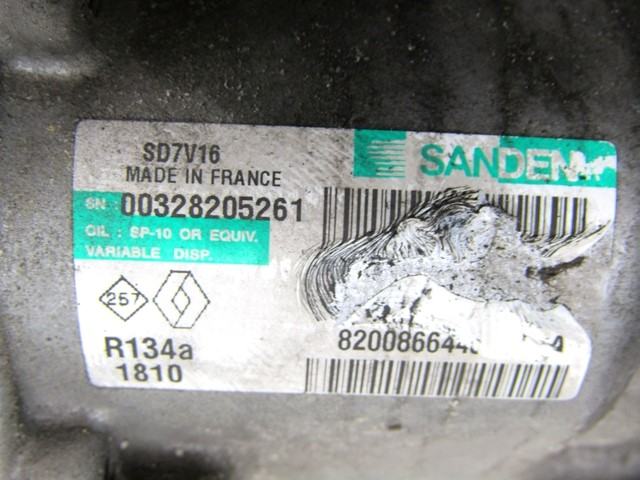 SD7V16
SANDEN
MADE IN FRANCE
SN: 00328205261
OIL : SP-10 OR EQUIV.
VARIABLE DISP.
257
R134a
1810